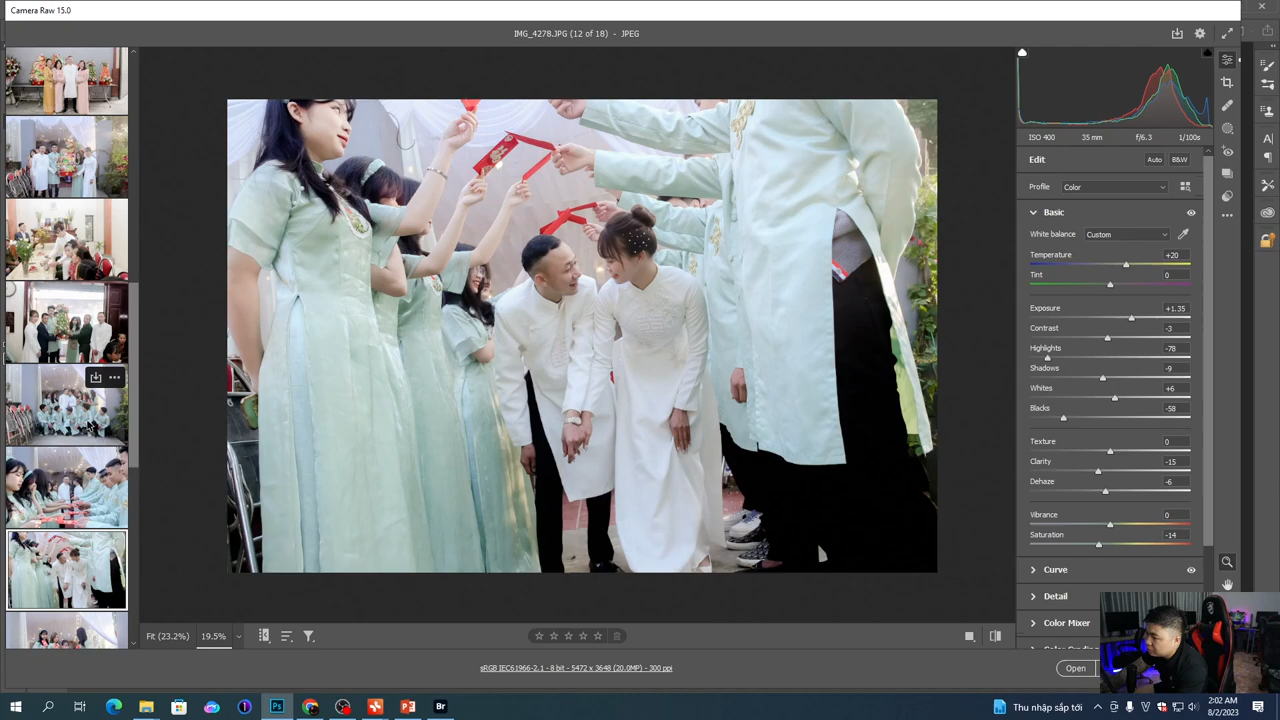 Camera Raw 15.0
IMG_4278.JPG (12 of 18) - JPEG
ISO 400 35 mm f/6.3 1/100s
Edit Auto B&W
Profile Color
Basic
White balance Custom
Temperature +20
Tint 0
Exposure +1.35
Contrast -3
Highlights -78
Shadows -9
Whites +6
Blacks -58
Texture 0
Clarity -15
Dehaze -6
Vibrance 0
Saturation -14
Curve
Detail
Color Mixer
Fit (23.2%) 19.5%
sRGB IEC61966-2.1 - 8 bit - 5472 x 3648 (20.0MP) - 300 ppi
Open
Ps
Br
Thu nhập sắp tới
2:02 AM
8/2/2023